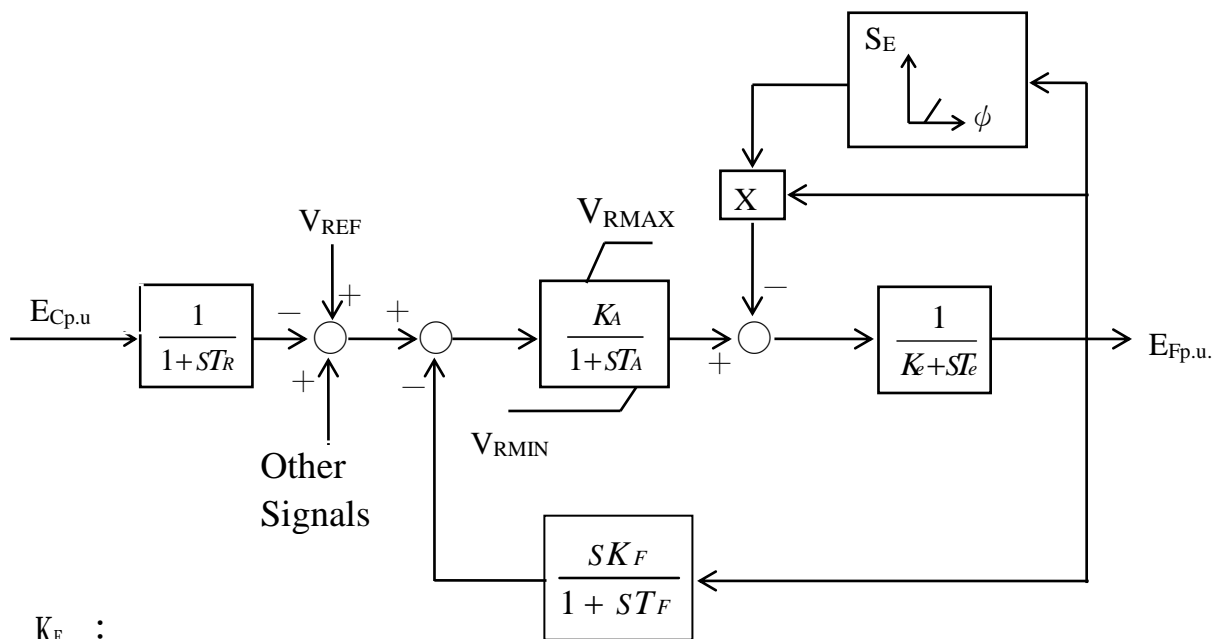 S_E
ϕ
X
V_REF
V_RMAX
+
−
+
−
E_Cp.u
1
1+ST_R
+
−
K_A
1+ST_A
+
1
K_e+ST_e
E_Fp.u.
V_RMIN
Other
Signals
SK_F
1 + ST_F
K_E :